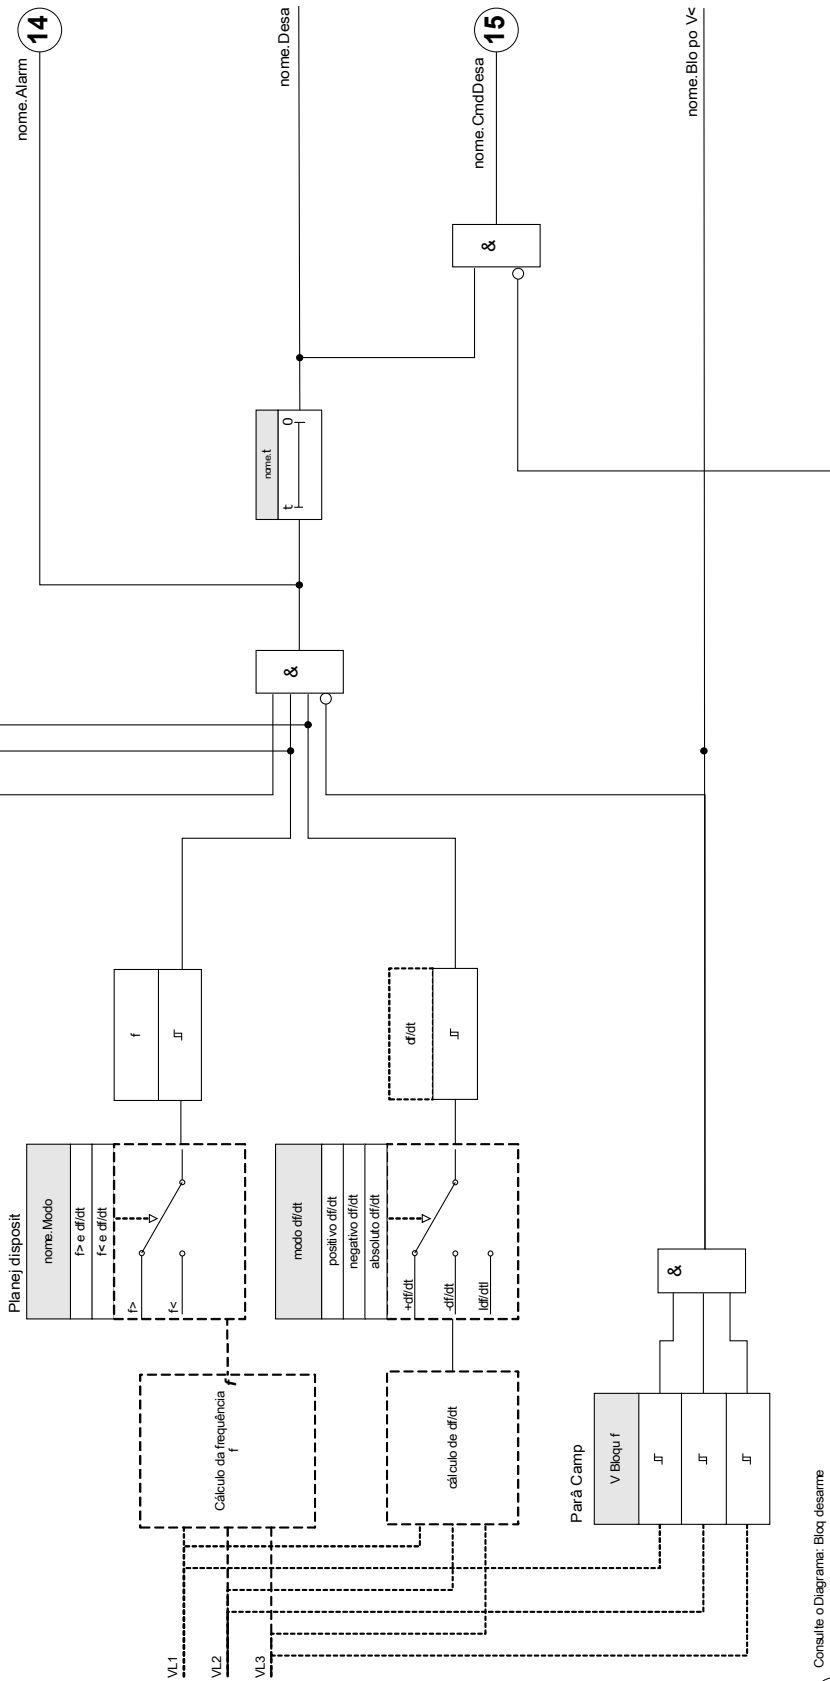 nome.Alarm
14
nome.Desa
nome.CmdDesa
15
nome.Blo po V<
&
nome.t
t
0
&
Planej disposit
nome.Modo
f> e df/dt
f< e df/dt
f>
f<
f
modo df/dt
positivo df/dt
negativo df/dt
absoluto df/dt
+df/dt
-df/dt
ldf/dtl
df/dt
Cálculo da frequência
f
f
cálculo de df/dt
Parâ Camp
V Bloqu f
&
VL1
VL2
VL3
Consulte o Diagrama: Bloq desarme